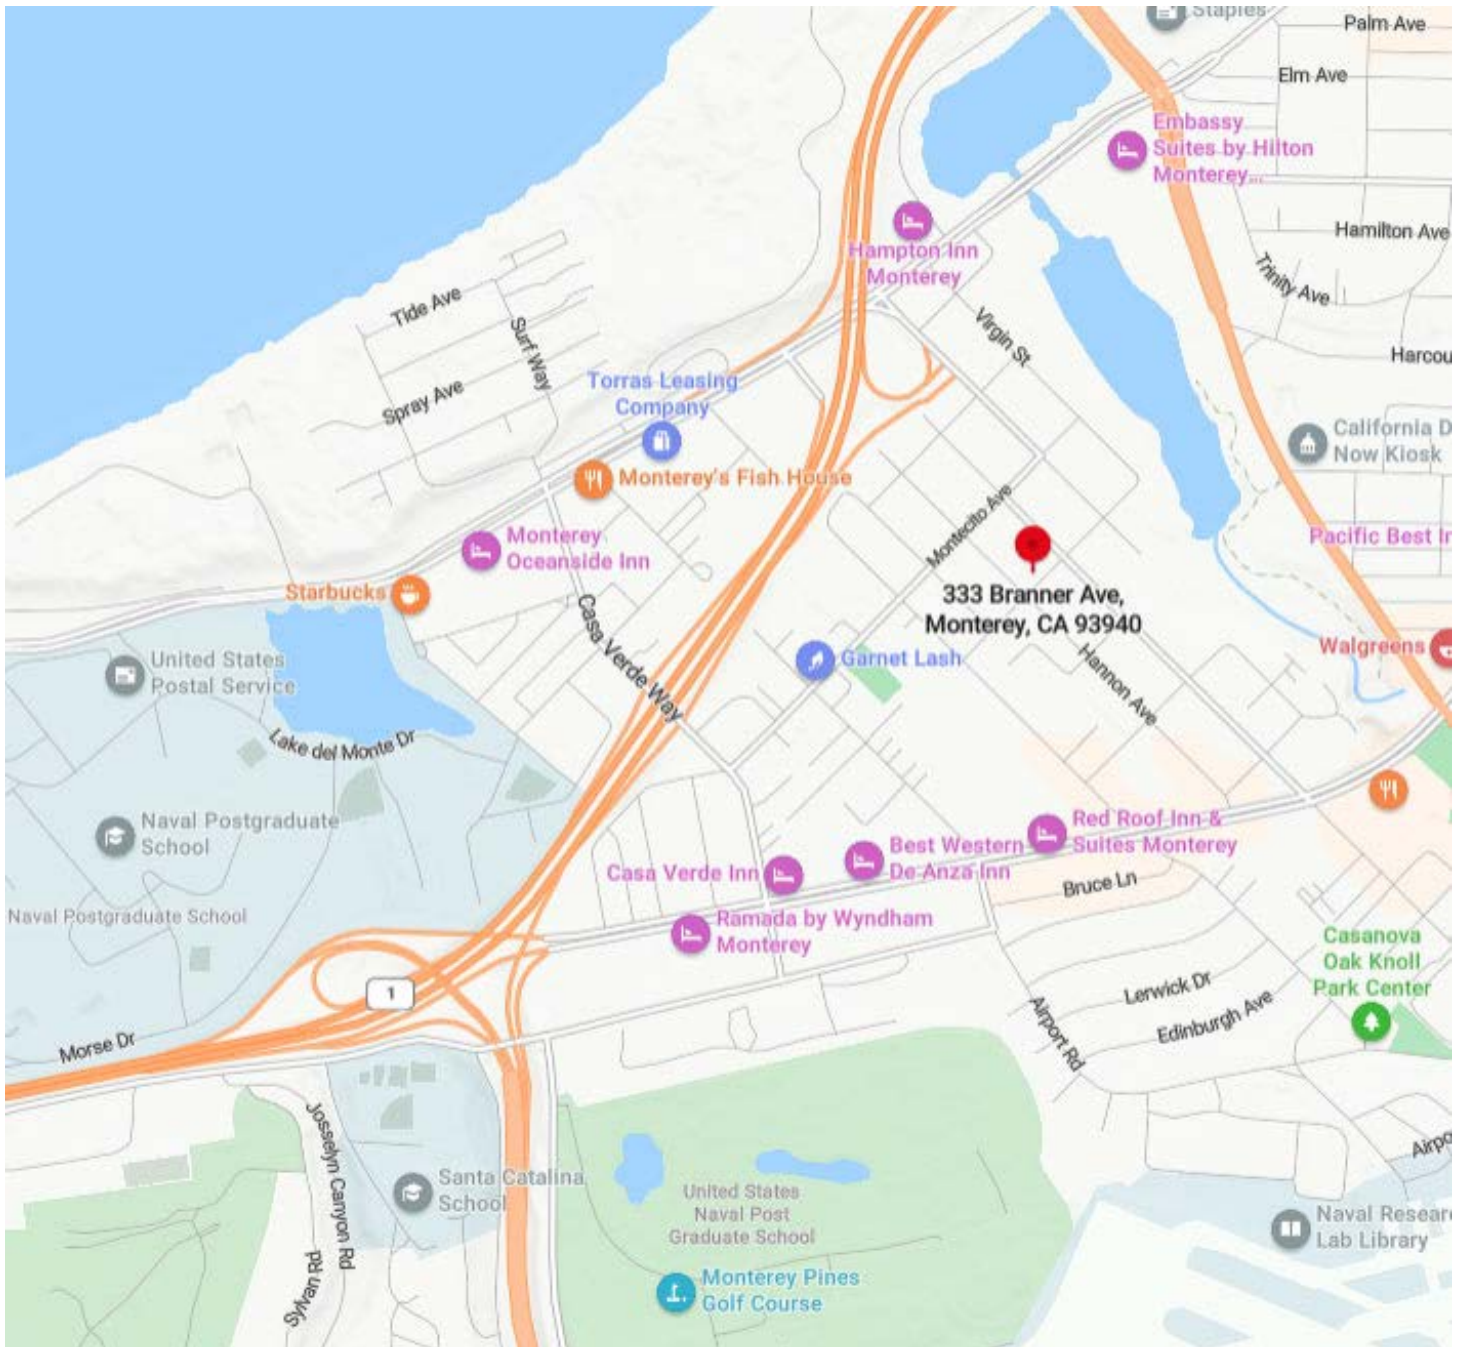 Staples
Palm Ave
Elm Ave
Embassy
Suites by Hilton
Monterey...
Hamilton Ave
Hampton Inn
Monterey
Trinity Ave
Tide Ave
Virgin St
Surf Way
Harcou
Torras Leasing
Company
Spray Ave
California D
Now Kiosk
Monterey's Fish House
Montecito Ave
Monterey
Oceanside Inn
Pacific Best In
Starbucks
333 Branner Ave,
Monterey, CA 93940
Casa Verde Way
Walgreens
United States
Postal Service
Garnet Lash
Hannon Ave
Lake del Monte Dr
Naval Postgraduate
School
Red Roof Inn &
Suites Monterey
Best Western
De Anza Inn
Casa Verde Inn
Bruce Ln
Naval Postgraduate School
Ramada by Wyndham
Monterey
Casanova
Oak Knoll
Park Center
1
Lerwick Dr
Edinburgh Ave
Airport Rd
Morse Dr
Josselyn Canyon Rd
Airpo
Santa Catalina
School
United States
Naval Post
Graduate School
Naval Resear
Lab Library
Sylvan Rd
Monterey Pines
Golf Course